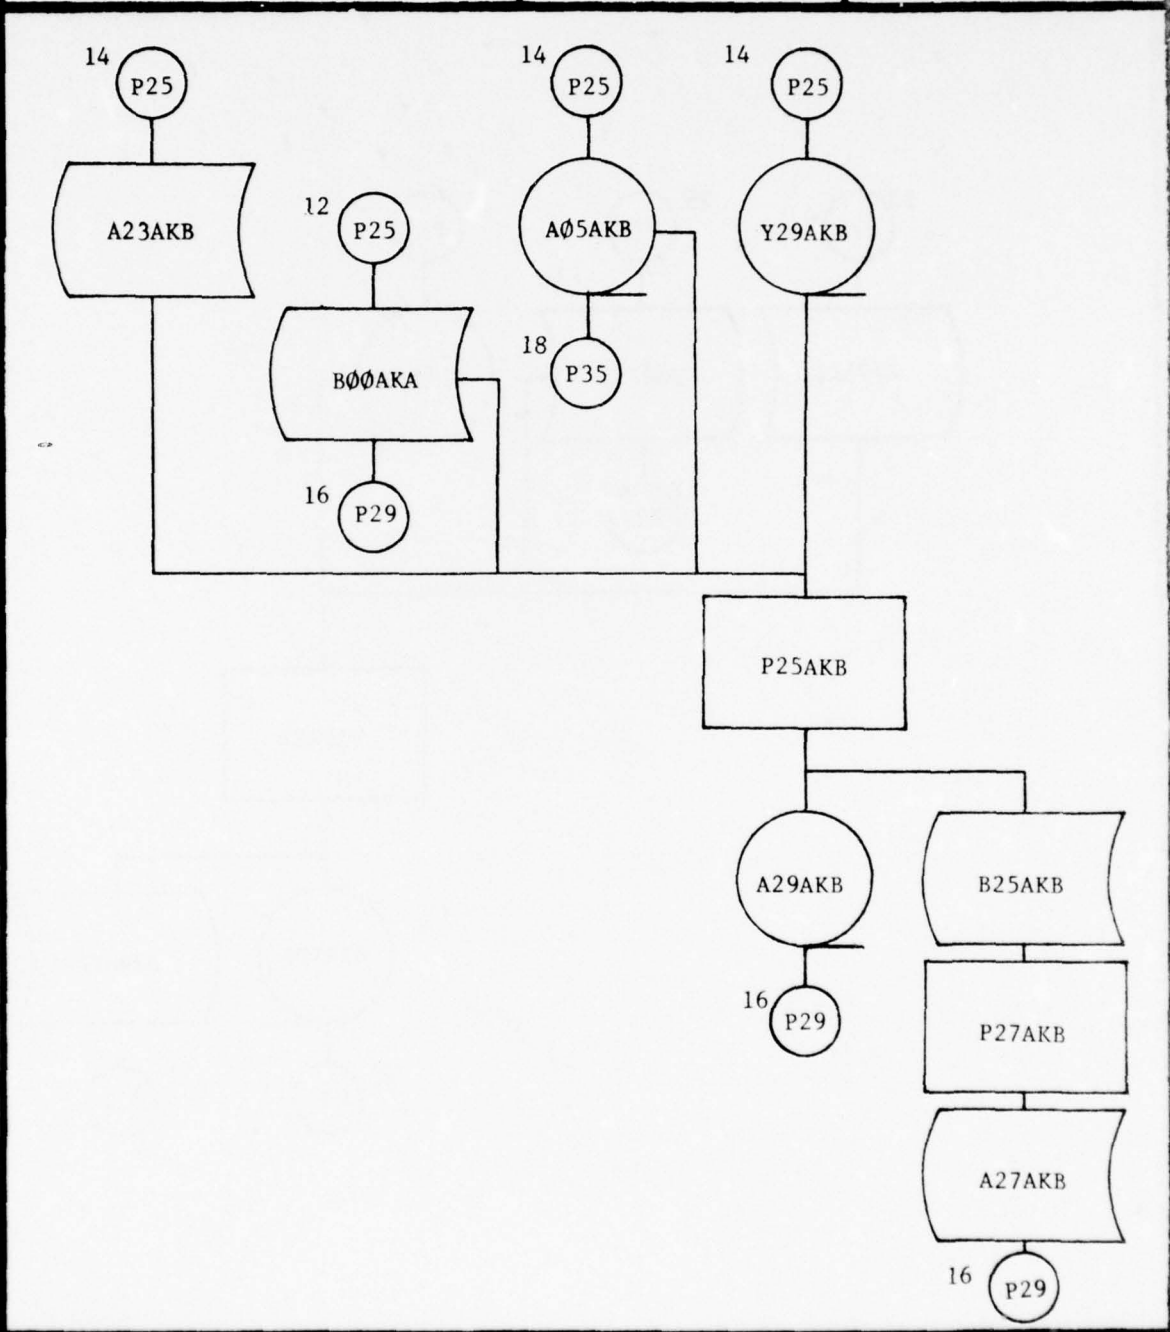 14
P25
14
P25
14
P25
A23AKB
12
P25
AØ5AKB
Y29AKB
18
P35
BØØAKA
16
P29
P25AKB
A29AKB
B25AKB
16
P29
P27AKB
A27AKB
16
P29